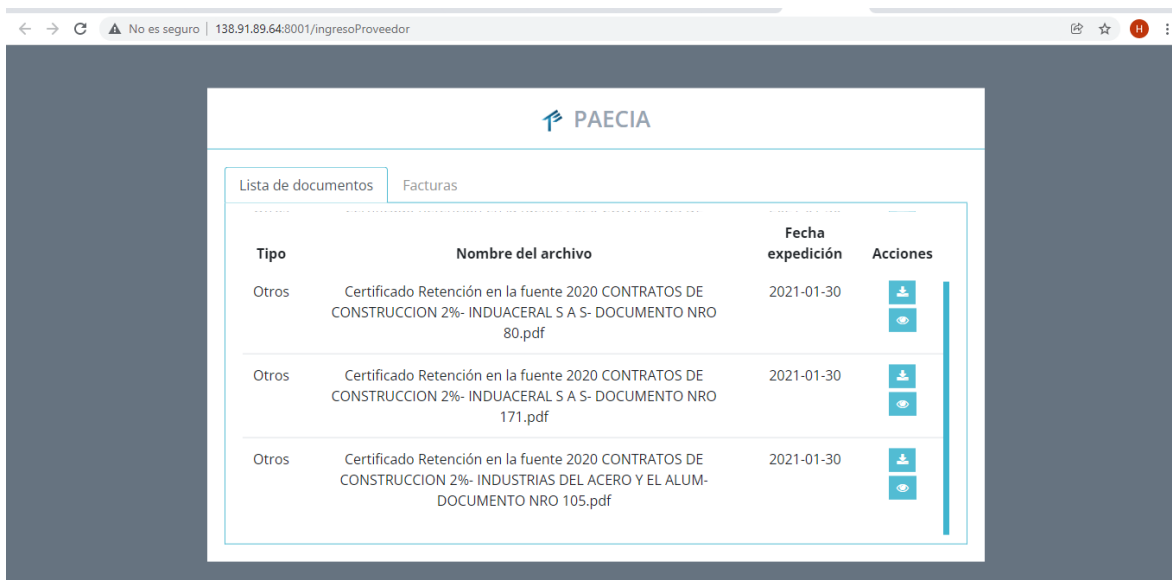 No es seguro | 138.91.89.64:8001/ingresoProveedor
H
PAECIA
Lista de documentos
Facturas
Tipo
Nombre del archivo
Fecha
expedición
Acciones
Otros
Certificado Retención en la fuente 2020 CONTRATOS DE
CONSTRUCCION 2%- INDUACERAL S A S- DOCUMENTO NRO
80.pdf
2021-01-30
Otros
Certificado Retención en la fuente 2020 CONTRATOS DE
CONSTRUCCION 2%- INDUACERAL S A S- DOCUMENTO NRO
171.pdf
2021-01-30
Otros
Certificado Retención en la fuente 2020 CONTRATOS DE
CONSTRUCCION 2%- INDUSTRIAS DEL ACERO Y EL ALUM-
DOCUMENTO NRO 105.pdf
2021-01-30